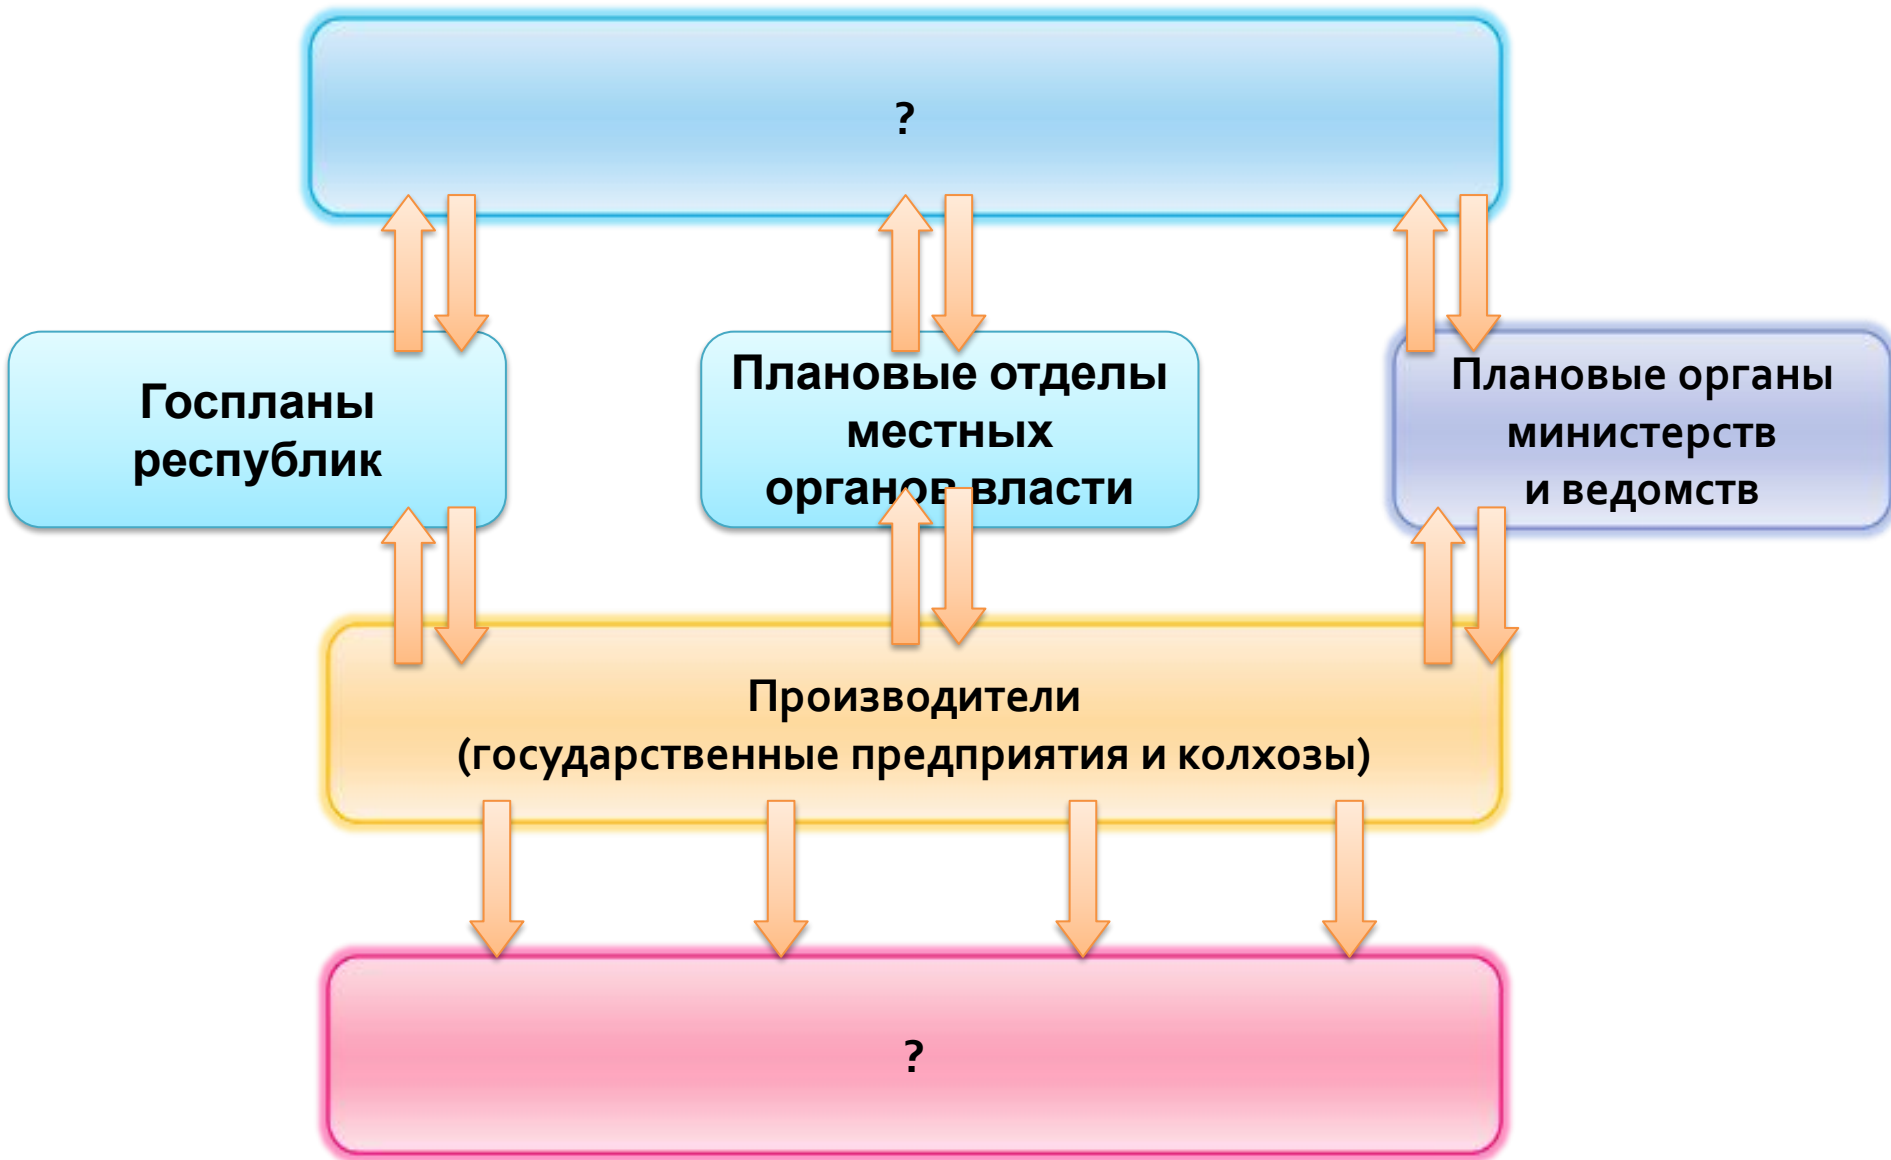 ?
Госпланы
республик
Плановые отделы
местных
органов власти
Плановые органы
министерств
и ведомств
Производители
(государственные предприятия и колхозы)
?